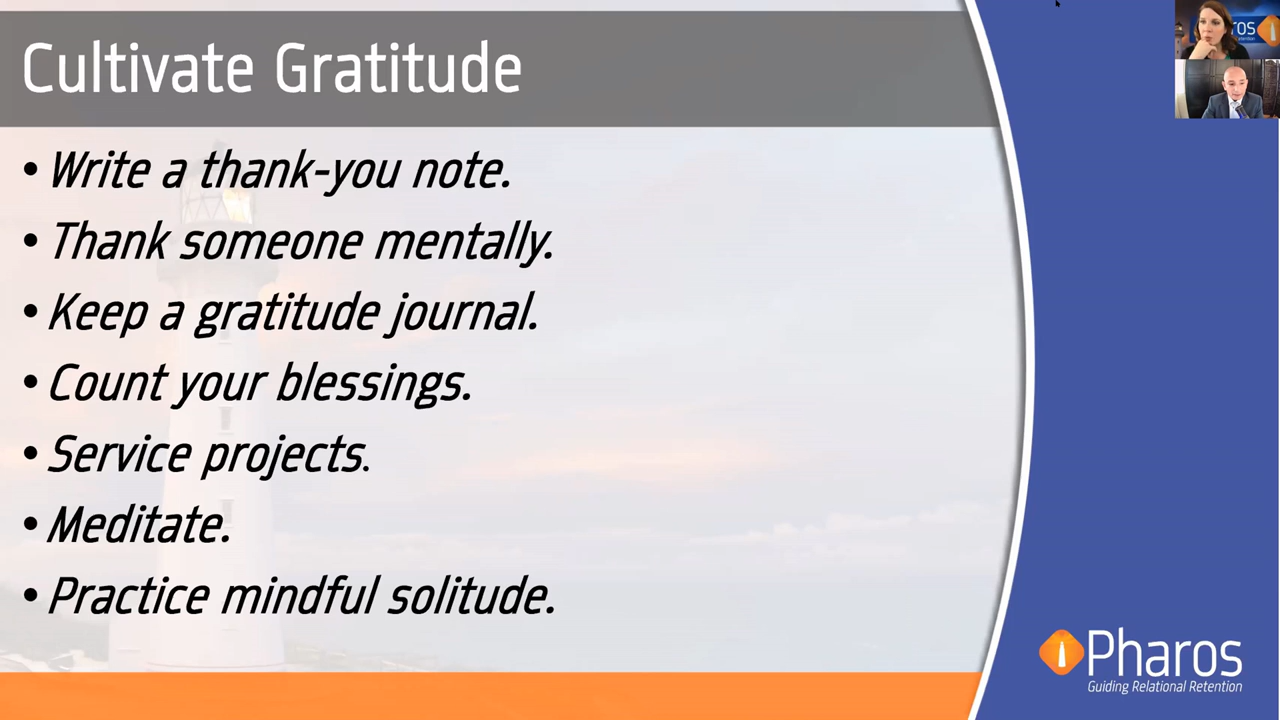 Cultivate Gratitude
• Write a thank-you note.
• Thank someone mentally.
• Keep a gratitude journal.
• Count your blessings.
• Service projects.
• Meditate.
• Practice mindful solitude.
Pharos
Guiding Relational Retention